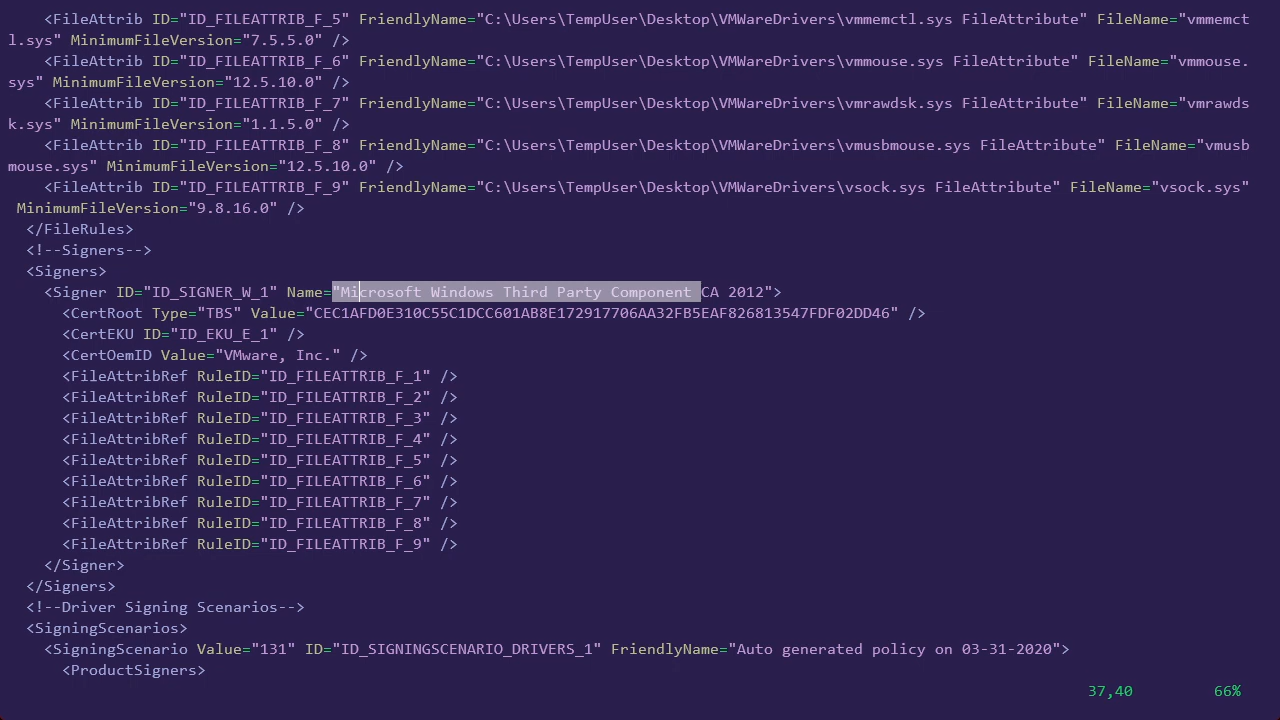 <FileAttrib ID="ID_FILEATTRIB_F_5" FriendlyName="C:\Users\TempUser\Desktop\VMWareDrivers\vmmemctl.sys FileAttribute" FileName="vmmemct
l.sys" MinimumFileVersion="7.5.5.0" />
<FileAttrib ID="ID_FILEATTRIB_F_6" FriendlyName="C:\Users\TempUser\Desktop\VMWareDrivers\vmmouse.sys FileAttribute" FileName="vmmouse.
sys" MinimumFileVersion="12.5.10.0" />
<FileAttrib ID="ID_FILEATTRIB_F_7" FriendlyName="C:\Users\TempUser\Desktop\VMWareDrivers\vmrawdsk.sys FileAttribute" FileName="vmrawds
k.sys" MinimumFileVersion="1.1.5.0" />
<FileAttrib ID="ID_FILEATTRIB_F_8" FriendlyName="C:\Users\TempUser\Desktop\VMWareDrivers\vmusbmouse.sys FileAttribute" FileName="vmusb
mouse.sys" MinimumFileVersion="12.5.10.0" />
<FileAttrib ID="ID_FILEATTRIB_F_9" FriendlyName="C:\Users\TempUser\Desktop\VMWareDrivers\vsock.sys FileAttribute" FileName="vsock.sys"
MinimumFileVersion="9.8.16.0" />
</FileRules>
<!--Signers-->
<Signers>
<Signer ID="ID_SIGNER_W_1" Name="Microsoft Windows Third Party Component CA 2012">
<CertRoot Type="TBS" Value="CEC1AFD0E310C55C1DCC601AB8E172917706AA32FB5EAF826813547FDF02DD46" />
<CertEKU ID="ID_EKU_E_1" />
<CertOemID Value="VMware, Inc." />
<FileAttribRef RuleID="ID_FILEATTRIB_F_1" />
<FileAttribRef RuleID="ID_FILEATTRIB_F_2" />
<FileAttribRef RuleID="ID_FILEATTRIB_F_3" />
<FileAttribRef RuleID="ID_FILEATTRIB_F_4" />
<FileAttribRef RuleID="ID_FILEATTRIB_F_5" />
<FileAttribRef RuleID="ID_FILEATTRIB_F_6" />
<FileAttribRef RuleID="ID_FILEATTRIB_F_7" />
<FileAttribRef RuleID="ID_FILEATTRIB_F_8" />
<FileAttribRef RuleID="ID_FILEATTRIB_F_9" />
</Signer>
</Signers>
<!--Driver Signing Scenarios-->
<SigningScenarios>
<SigningScenario Value="131" ID="ID_SIGNINGSCENARIO_DRIVERS_1" FriendlyName="Auto generated policy on 03-31-2020">
<ProductSigners>
37,40 66%